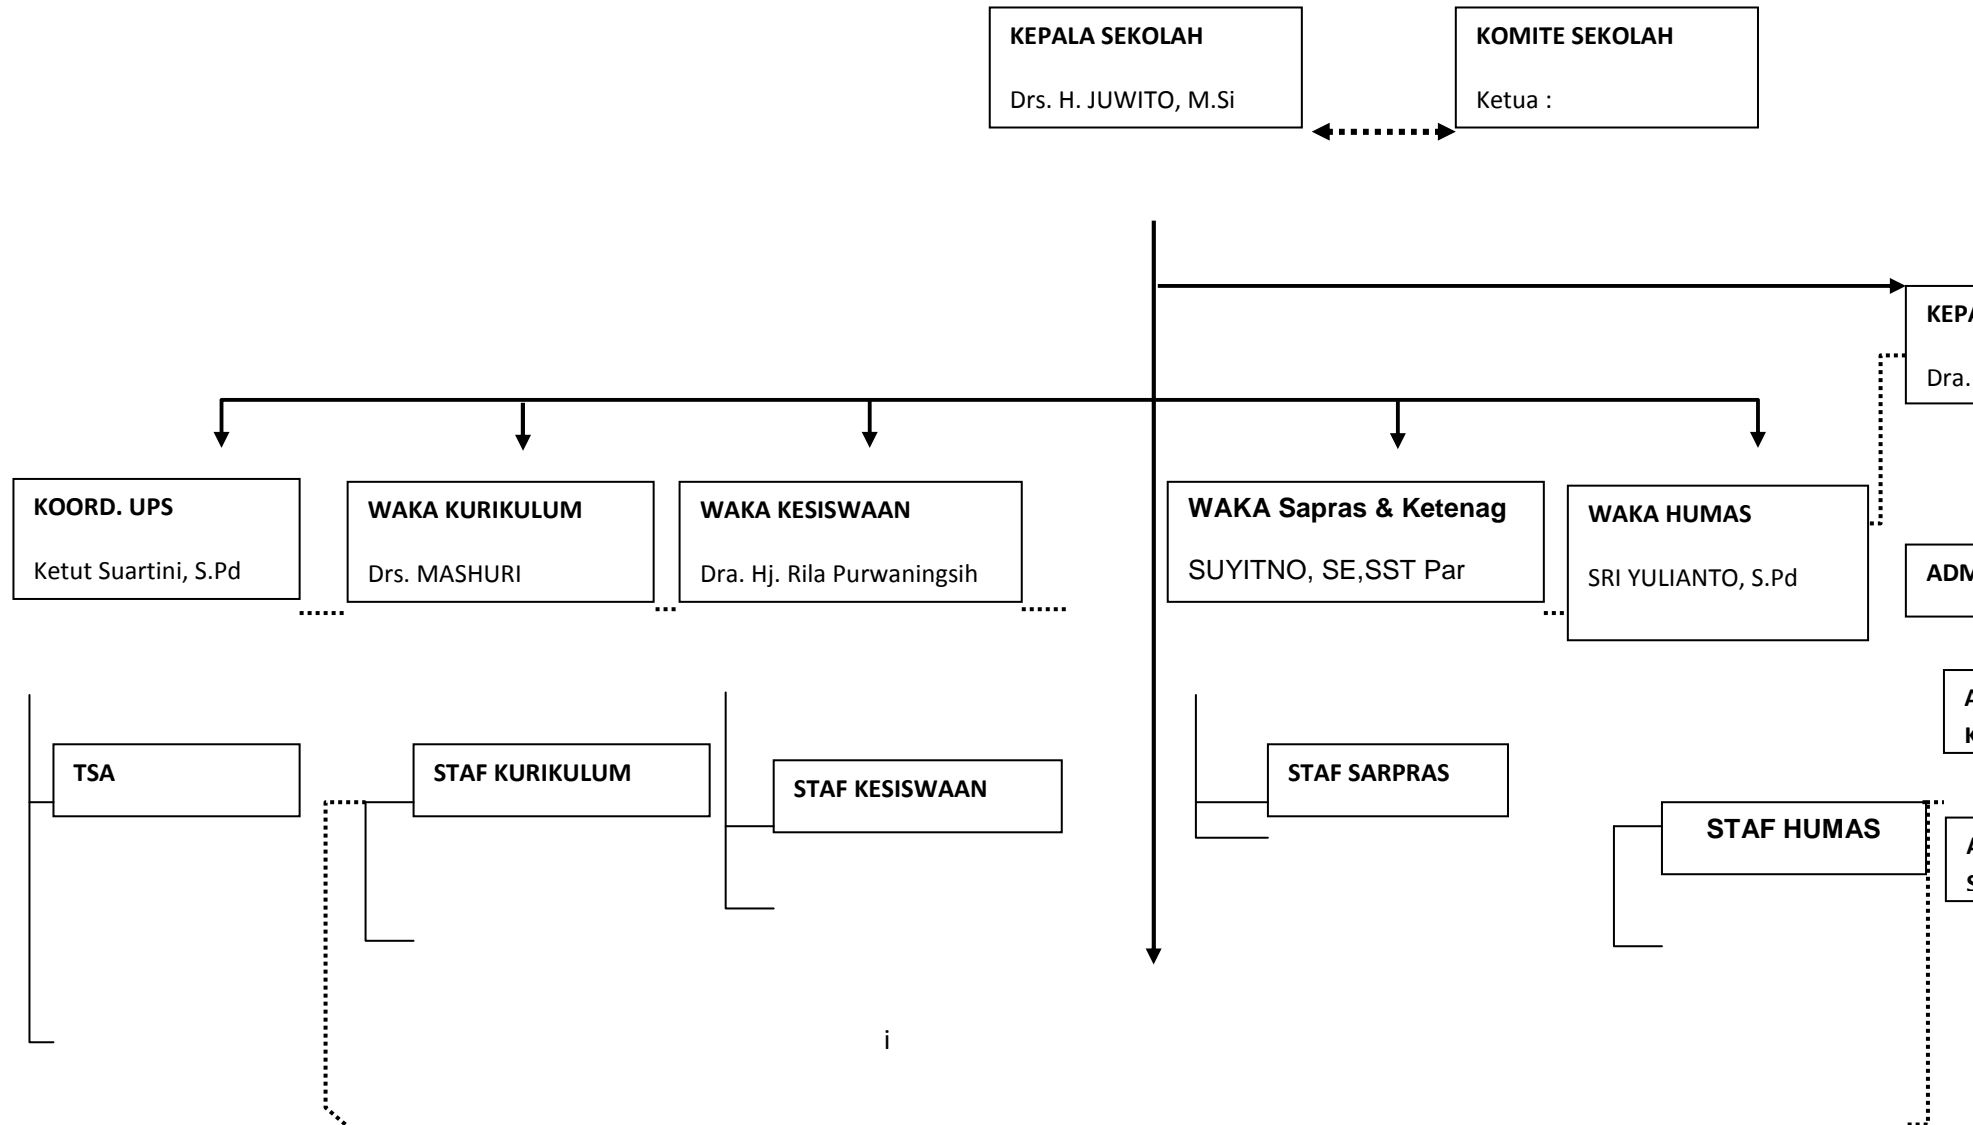 KEPALA SEKOLAH
Drs. H. JUWITO, M.Si
KOMITE SEKOLAH
Ketua :
Dra.
KOORD. UPS
Ketut Suartini, S.Pd
WAKA KURIKULUM
Drs. MASHURI
WAKA KESISWAAN
Dra. Hj. Rila Purwaningsih
WAKA Sapras & Ketenag
SUYITNO, SE,SST Par
WAKA HUMAS
SRI YULIANTO, S.Pd
TSA
STAF KURIKULUM
STAF KESISWAAN
STAF SARPRAS
STAF HUMAS
i